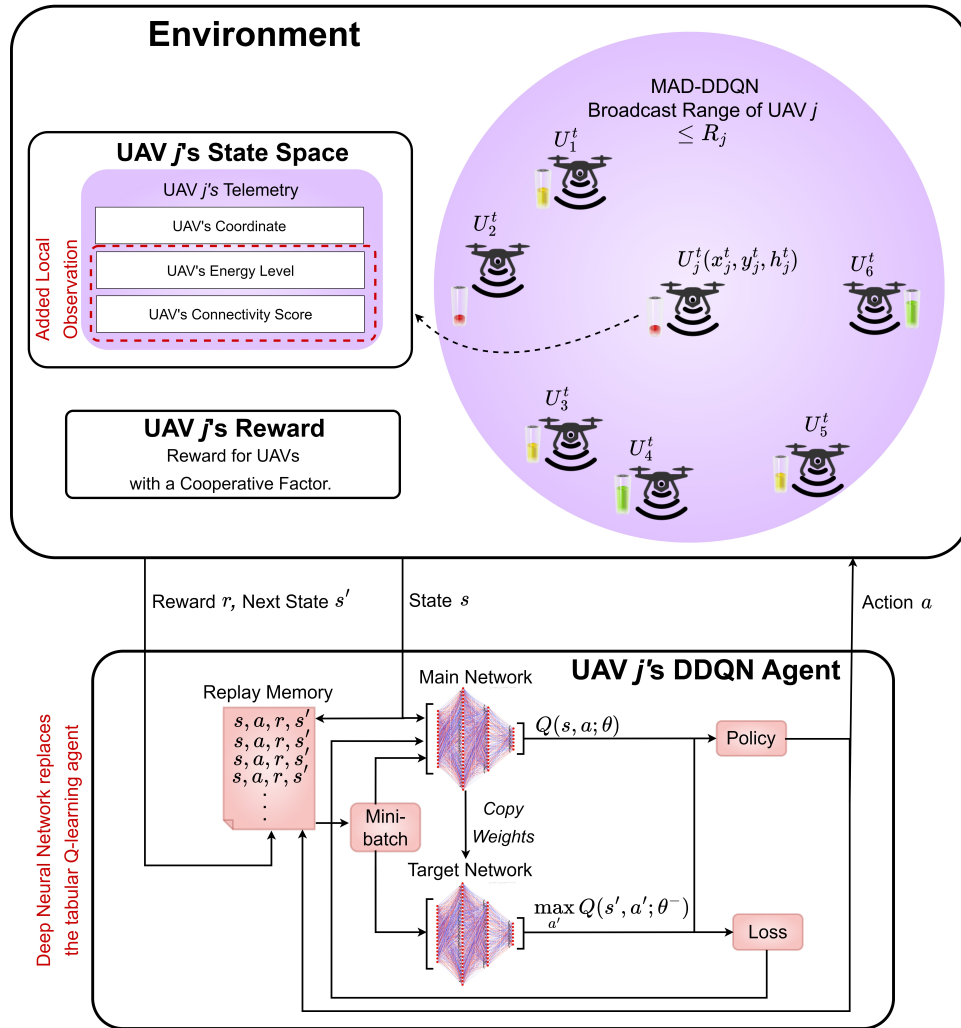 Environment
MAD-DDQN
Broadcast Range of UAV j
≤ R_j
U_1^t
U_2^t
U_j^t(x_j^t, y_j^t, h_j^t)
U_6^t
U_3^t
U_4^t
U_5^t
UAV j's State Space
UAV j's Telemetry
UAV's Coordinate
UAV's Energy Level
UAV's Connectivity Score
Added Local
Observation
UAV j's Reward
Reward for UAVs
with a Cooperative Factor.
Reward r, Next State s′
State s
Action a
UAV j's DDQN Agent
Replay Memory
s, a, r, s′
s, a, r, s′
s, a, r, s′
s, a, r, s′
Main Network
Q(s, a; θ)
Policy
Mini-
batch
Copy
Weights
Target Network
max Q(s′, a′; θ⁻)
a′
Loss
Deep Neural Network replaces
the tabular Q-learning agent